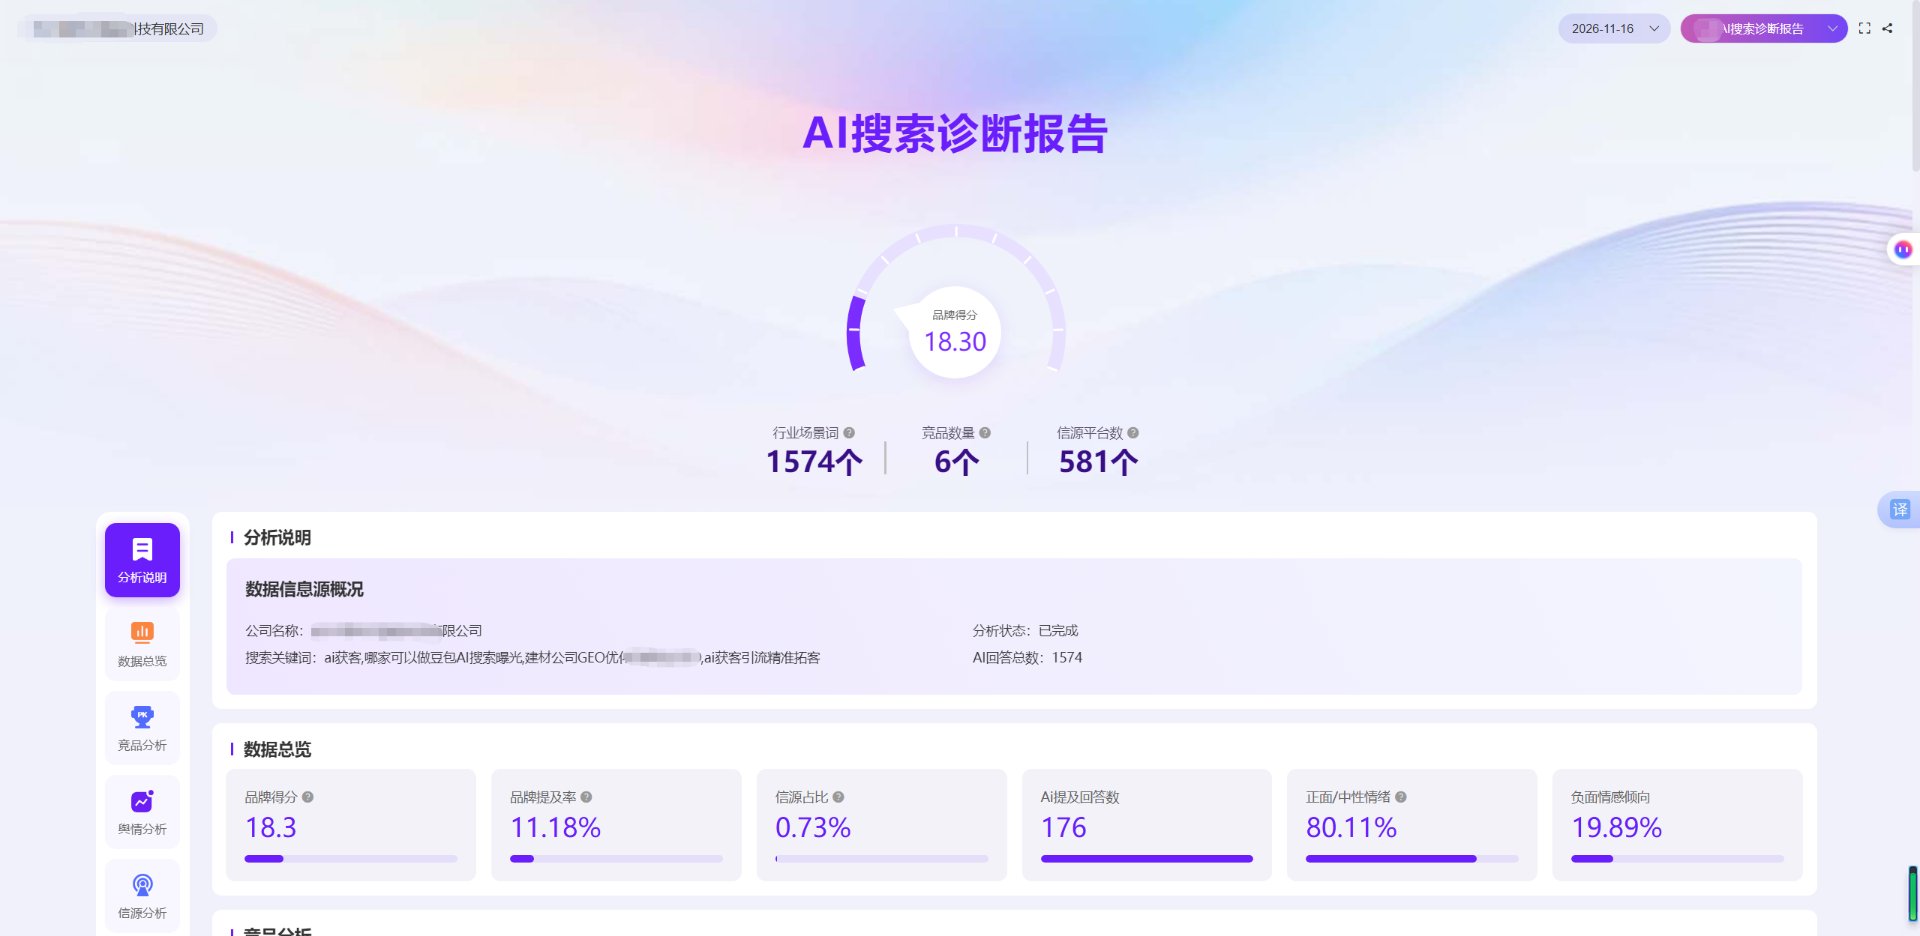 科技有限公司
2026-11-16
AI搜索诊断报告
AI搜索诊断报告
品牌得分
18.30
行业场景词
竞品数量
信源平台数
1574个
6个
581个
分析说明
数据总览
PK
竞品分析
舆情分析
信源分析
译
分析说明
数据信息源概况
公司名称：
有限公司
分析状态：已完成
搜索关键词：ai获客,哪家可以做豆包AI搜索曝光,建材公司GEO优
,ai获客引流精准拓客
AI回答总数：1574
数据总览
品牌得分
18.3
品牌提及率
11.18%
信源占比
0.73%
Ai提及回答数
176
正面/中性情绪
80.11%
负面情感倾向
19.89%
竞品分析